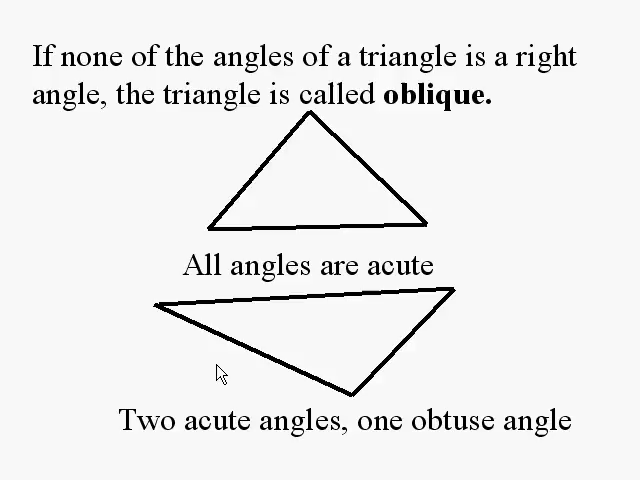 If none of the angles of a triangle is a right
angle, the triangle is called oblique.
All angles are acute
Two acute angles, one obtuse angle